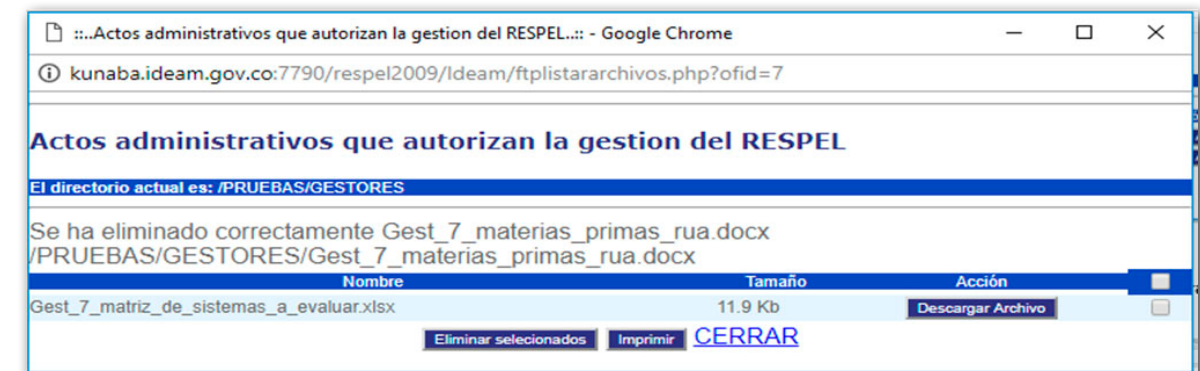 ::..Actos administrativos que autorizan la gestion del RESPEL..:: - Google Chrome
kunaba.ideam.gov.co:7790/respel2009/Ideam/ftplistararchivos.php?ofid=7
Actos administrativos que autorizan la gestion del RESPEL
El directorio actual es: /PRUEBAS/GESTORES
Se ha eliminado correctamente Gest_7_materias_primas_rua.docx
/PRUEBAS/GESTORES/Gest_7_materias_primas_rua.docx
Nombre Tamaño Acción
Gest_7_matriz_de_sistemas_a_evaluar.xlsx 11.9 Kb Descargar Archivo
Eliminar selecionados Imprimir CERRAR